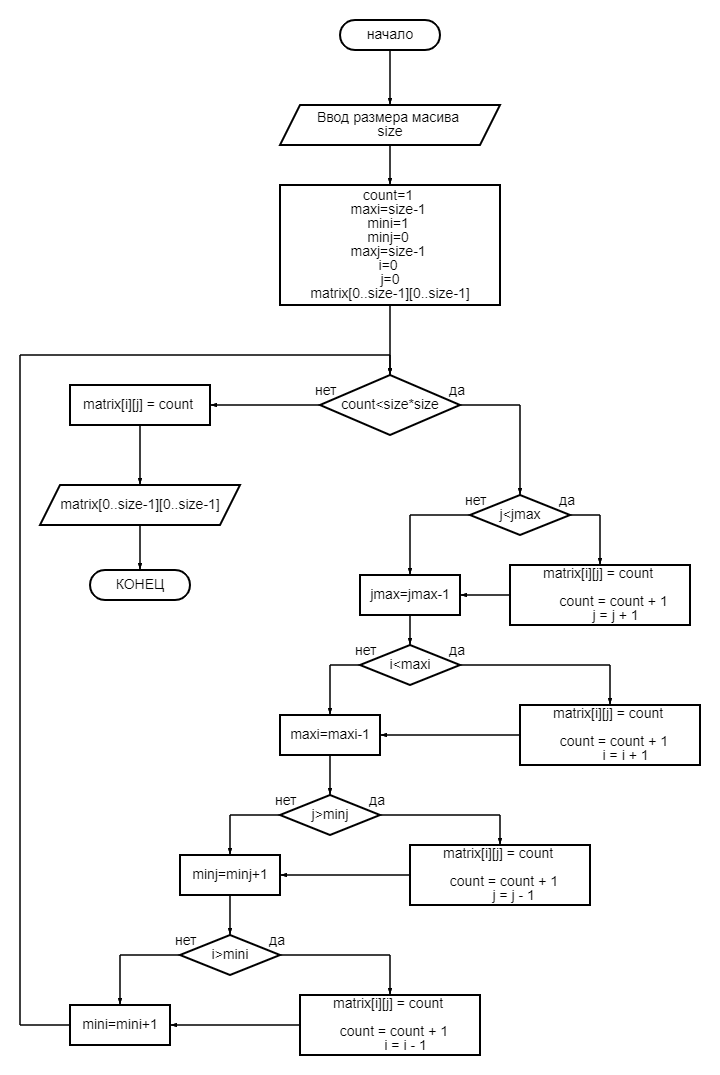 начало
Ввод размера масива
size
count=1
maxi=size-1
mini=1
minj=0
maxj=size-1
i=0
j=0
matrix[0..size-1][0..size-1]
нет
да
count<size*size
matrix[i][j] = count
matrix[0..size-1][0..size-1]
КОНЕЦ
нет
да
j<jmax
matrix[i][j] = count
count = count + 1
j = j + 1
jmax=jmax-1
нет
да
i<maxi
matrix[i][j] = count
count = count + 1
i = i + 1
maxi=maxi-1
нет
да
j>minj
matrix[i][j] = count
count = count + 1
j = j - 1
minj=minj+1
нет
да
i>mini
matrix[i][j] = count
count = count + 1
i = i - 1
mini=mini+1